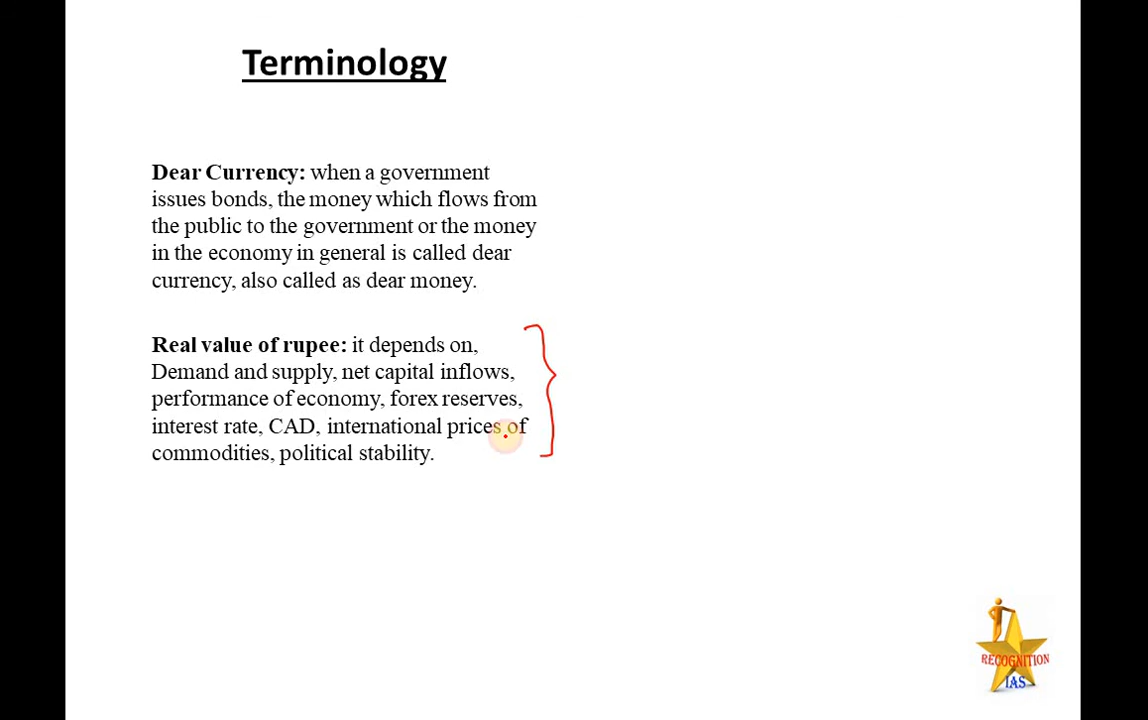 Terminology
Dear Currency: when a government
issues bonds, the money which flows from
the public to the government or the money
in the economy in general is called dear
currency, also called as dear money.
Real value of rupee: it depends on,
Demand and supply, net capital inflows,
performance of economy, forex reserves,
interest rate, CAD, international prices of
commodities, political stability.
RECOGNITION
IAS